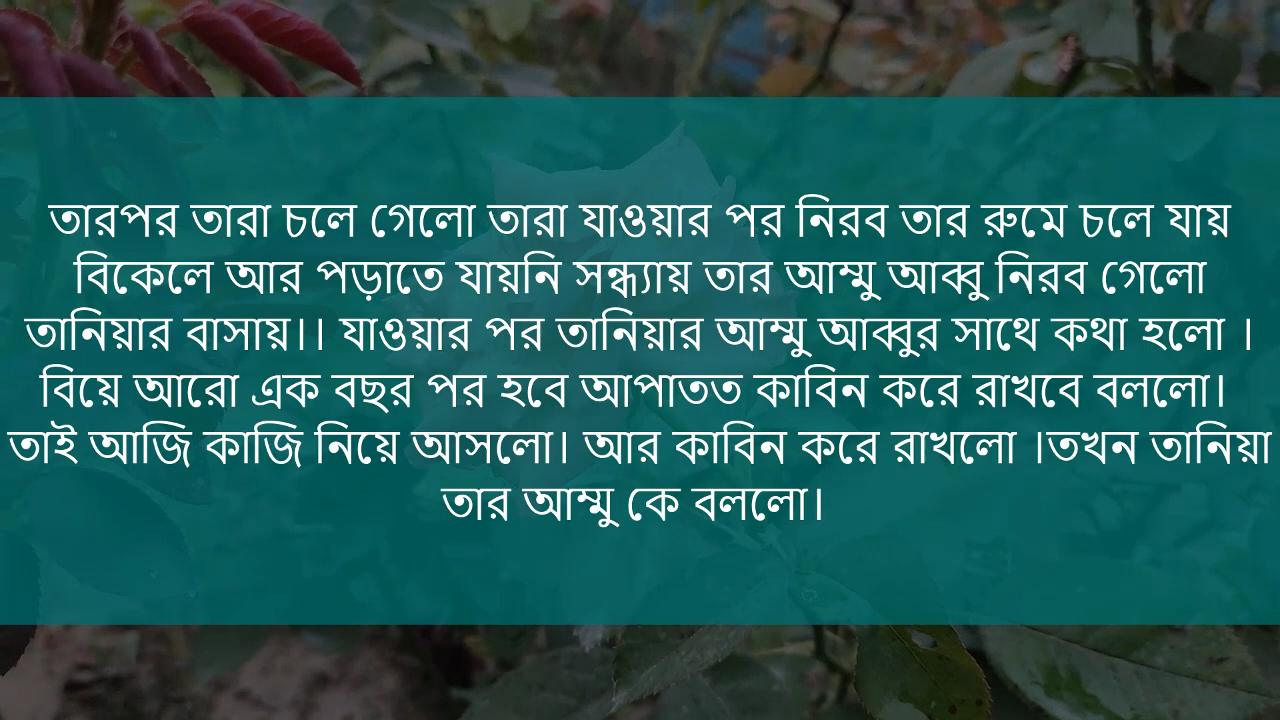 তারপর তারা চলে গেলো তারা যাওয়ার পর নিরব তার রুমে চলে যায়
বিকেলে আর পড়াতে যায়নি সন্ধ্যায় তার আম্মু আব্বু নিরব গেলো
তানিয়ার বাসায়।। যাওয়ার পর তানিয়ার আম্মু আব্বুর সাথে কথা হলো ।
বিয়ে আরো এক বছর পর হবে আপাতত কাবিন করে রাখবে বললো।
তাই আজি কাজি নিয়ে আসলো। আর কাবিন করে রাখলো ।তখন তানিয়া
তার আম্মু কে বললো।